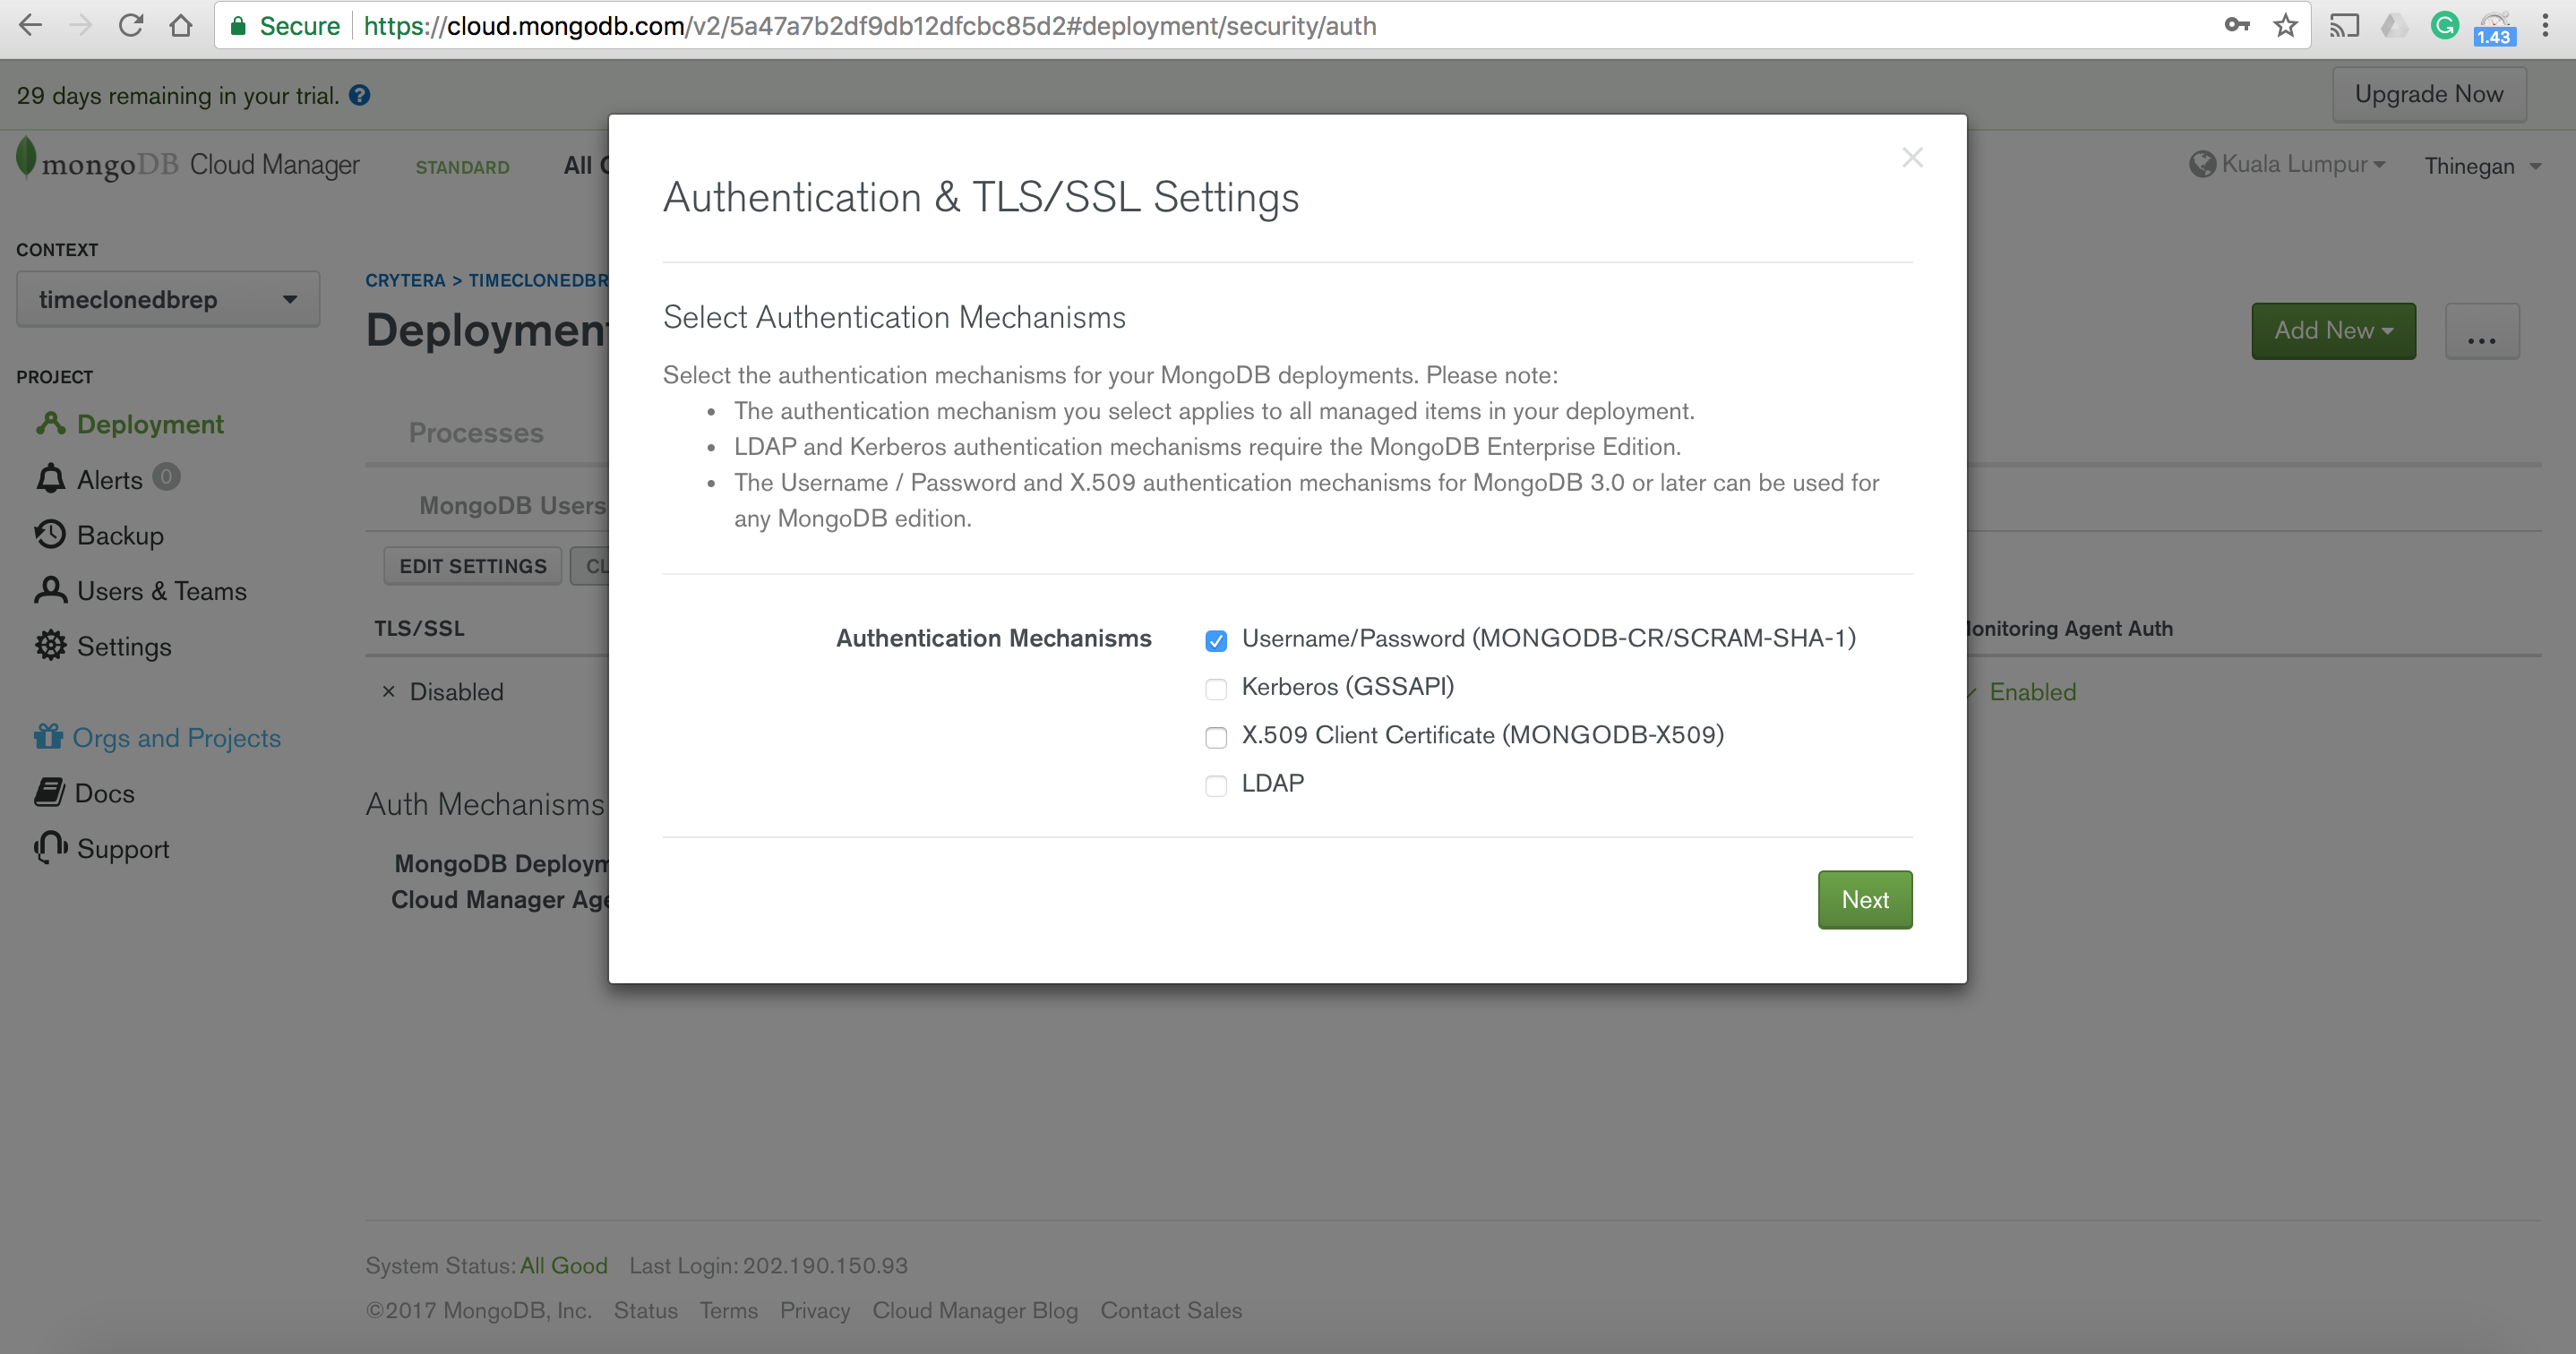 Secure https://cloud.mongodb.com/v2/5a47a7b2df9db12dfcbc85d2#deployment/security/auth
1.43
29 days remaining in your trial. ?
Upgrade Now
mongoDB Cloud Manager STANDARD All
Kuala Lumpur Thinegan
CONTEXT
timeclonedbrep
PROJECT
Deployment
Alerts 0
Backup
Users & Teams
Settings
Orgs and Projects
Docs
Support
CRYTERA > TIMECLONEDBR
Deploymen
Add New ...
Processes
MongoDB Users
EDIT SETTINGS CL
TLS/SSL
onitoring Agent Auth
× Disabled
Enabled
Auth Mechanisms
MongoDB Deploym
Cloud Manager Age
Authentication & TLS/SSL Settings
Select Authentication Mechanisms
Select the authentication mechanisms for your MongoDB deployments. Please note:
• The authentication mechanism you select applies to all managed items in your deployment.
• LDAP and Kerberos authentication mechanisms require the MongoDB Enterprise Edition.
• The Username / Password and X.509 authentication mechanisms for MongoDB 3.0 or later can be used for
any MongoDB edition.
Authentication Mechanisms
Username/Password (MONGODB-CR/SCRAM-SHA-1)
Kerberos (GSSAPI)
X.509 Client Certificate (MONGODB-X509)
LDAP
Next
System Status: All Good Last Login: 202.190.150.93
©2017 MongoDB, Inc. Status Terms Privacy Cloud Manager Blog Contact Sales